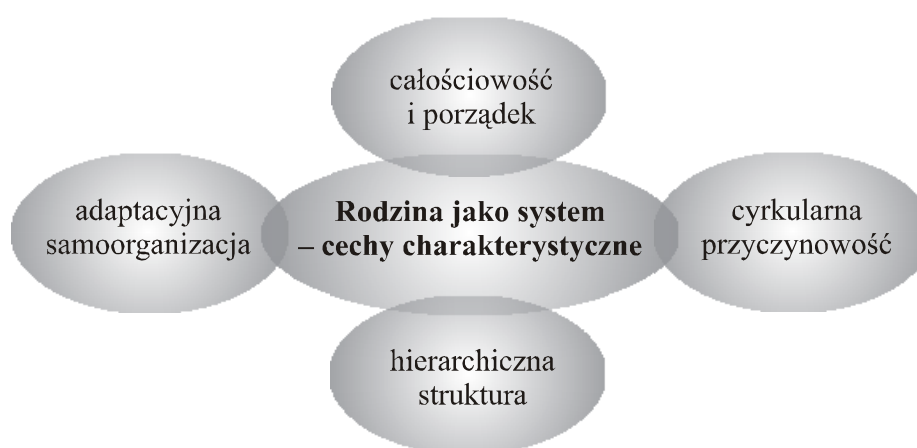 całościowość
i porządek
adaptacyjna
samoorganizacja
Rodzina jako system
– cechy charakterystyczne
cyrkularna
przyczynowość
hierarchiczna
struktura